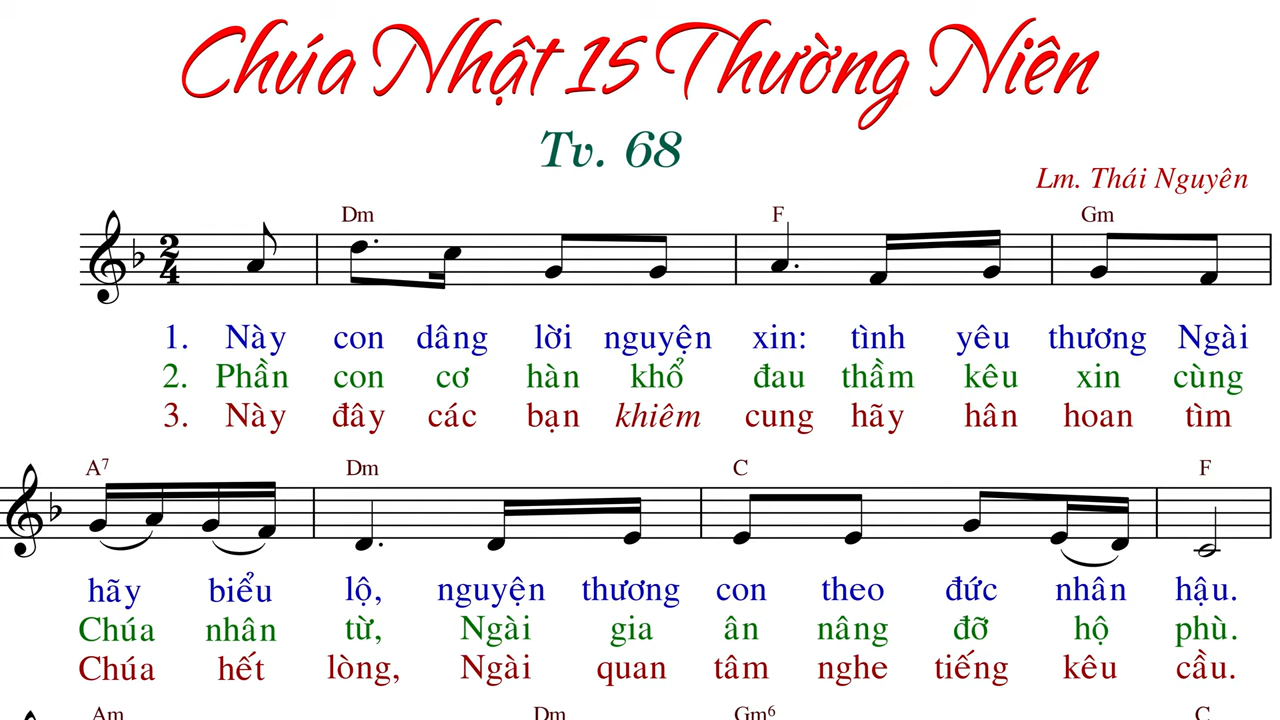 Chúa Nhật 15 Thường Niên
Tv. 68
Lm. Thái Nguyên
Dm F Gm
2
4
1. Này con dâng lời nguyện xin: tình yêu thương Ngài
2. Phần con cơ hàn khổ đau thầm kêu xin cùng
3. Này đây các bạn khiêm cung hãy hân hoan tìm
A7 Dm C F
hãy biểu lộ, nguyện thương con theo đức nhân hậu.
Chúa nhân từ, Ngài gia ân nâng đỡ hộ phù.
Chúa hết lòng, Ngài quan tâm nghe tiếng kêu cầu.
Am Dm Gm6 C